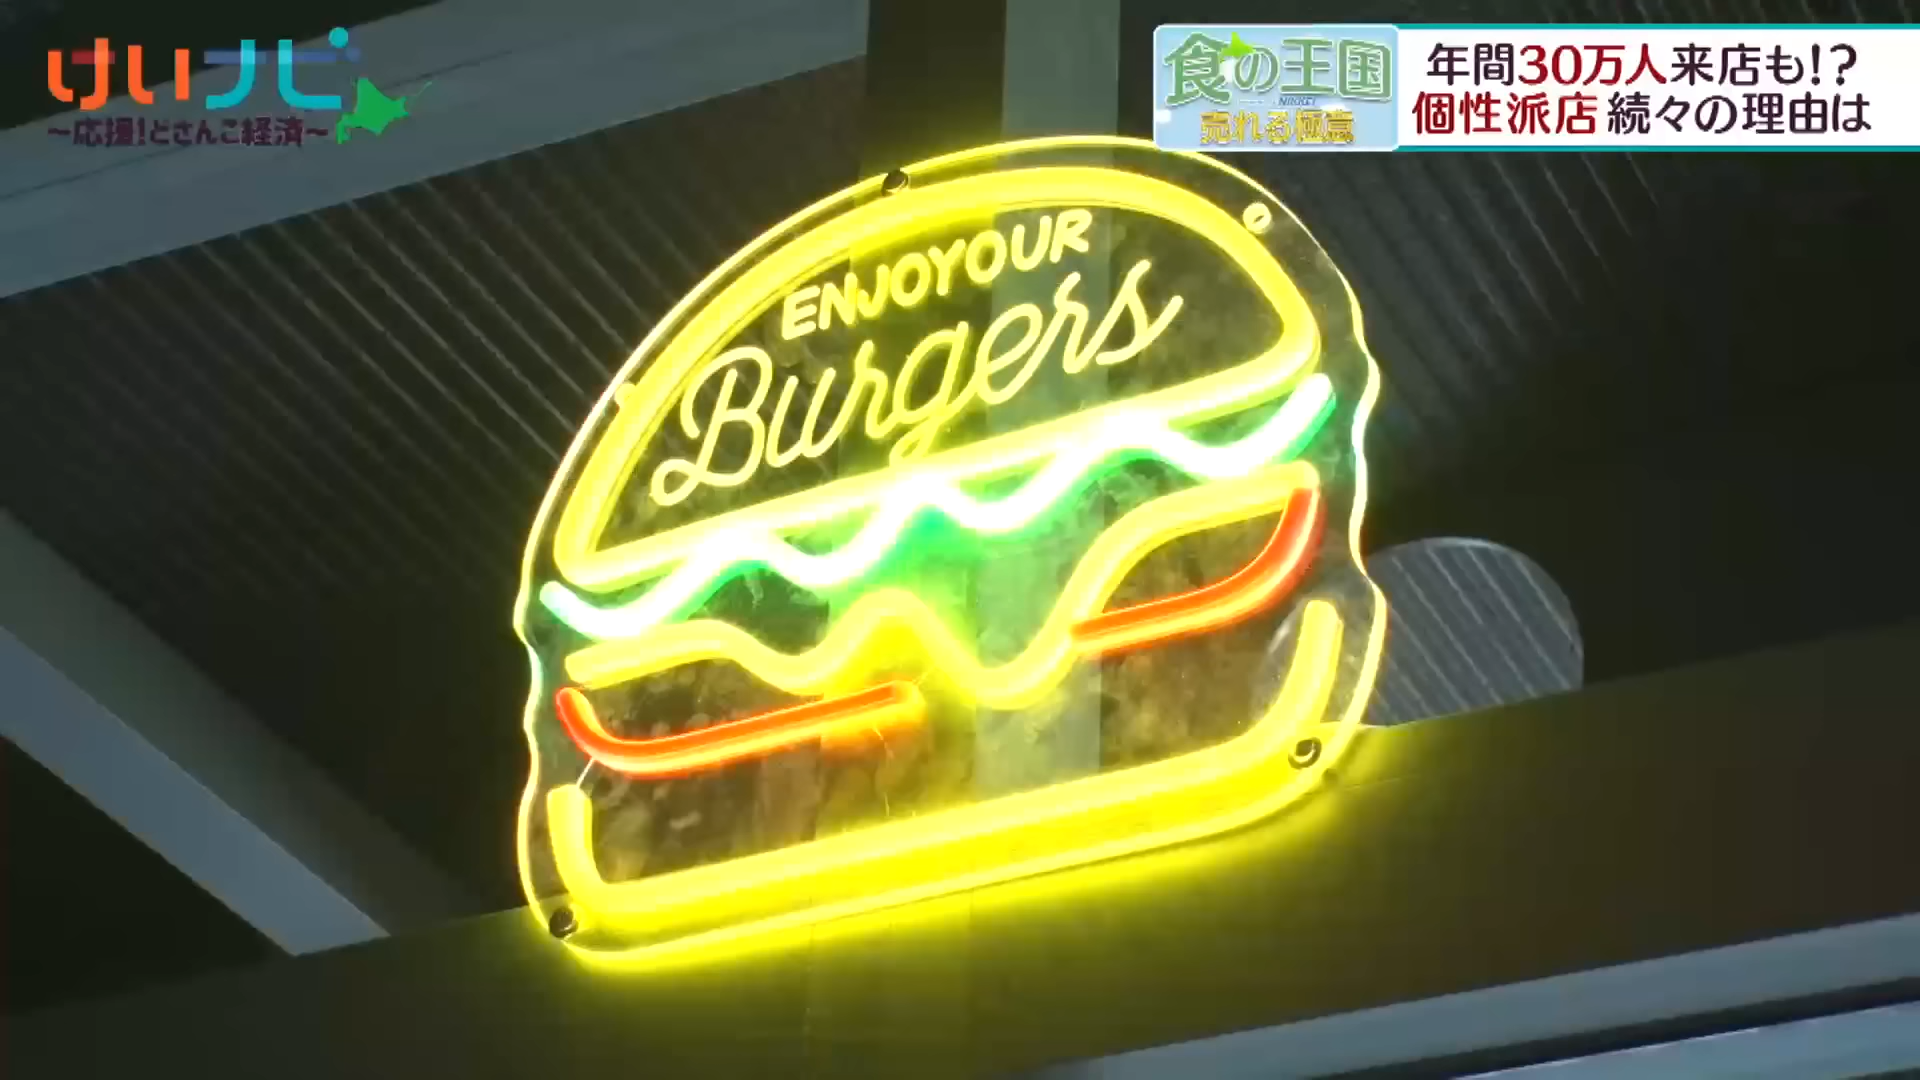 けいナビ
～応援！どさんこ経済～
食の王国
NIKKEI
売れる極意
年間30万人来店も！？
個性派店 続々の理由は
ENJOYOUR
Burgers